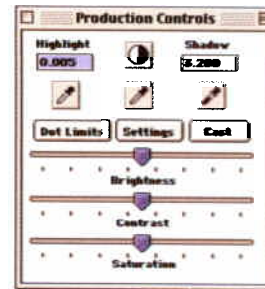 Production Controls
Highlight Shadow
0.005 3.200
Dot Limits Settings Cast
Brightness
Contrast
Saturation